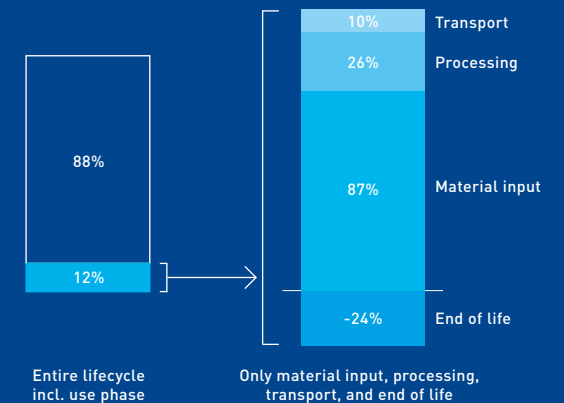 10%
Transport
26%
Processing
88%
87%
Material input
12%
-24%
End of life
Entire lifecycle
incl. use phase
Only material input, processing,
transport, and end of life